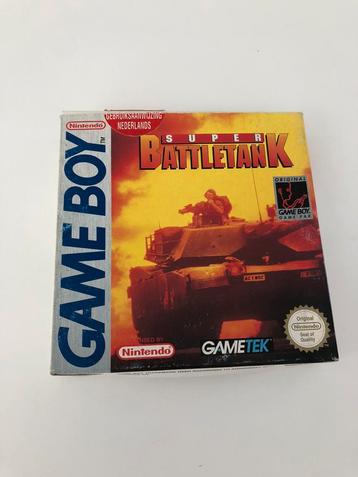 Nintendo
GEBRUIKSAANWIJZING
NEDERLANDS
GAME BOY
TM
SUPER
BATTLETANK
ORIGINAL
GAME BOY
GAME PAK
Nintendo
GAMETEK
Original
Nintendo
Seal of
Quality